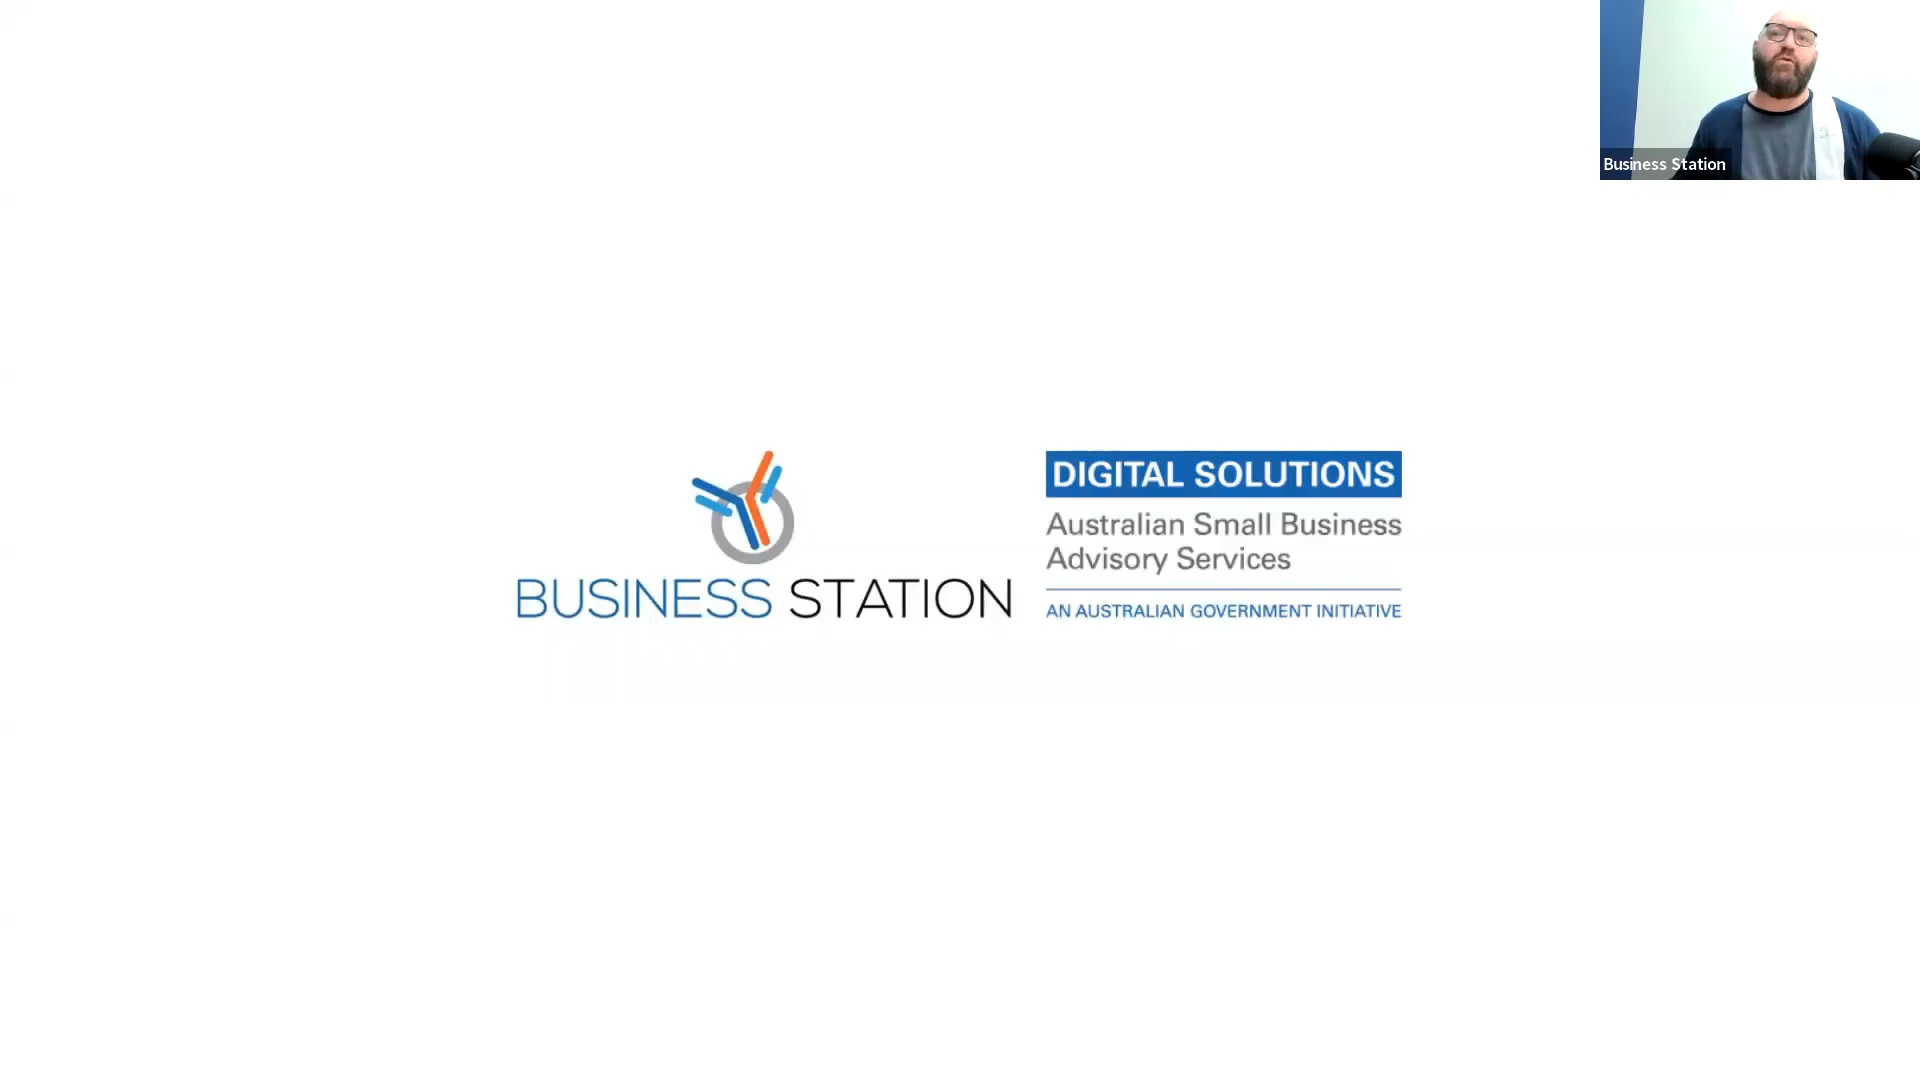 Business Station
BUSINESS STATION
DIGITAL SOLUTIONS
Australian Small Business
Advisory Services
AN AUSTRALIAN GOVERNMENT INITIATIVE